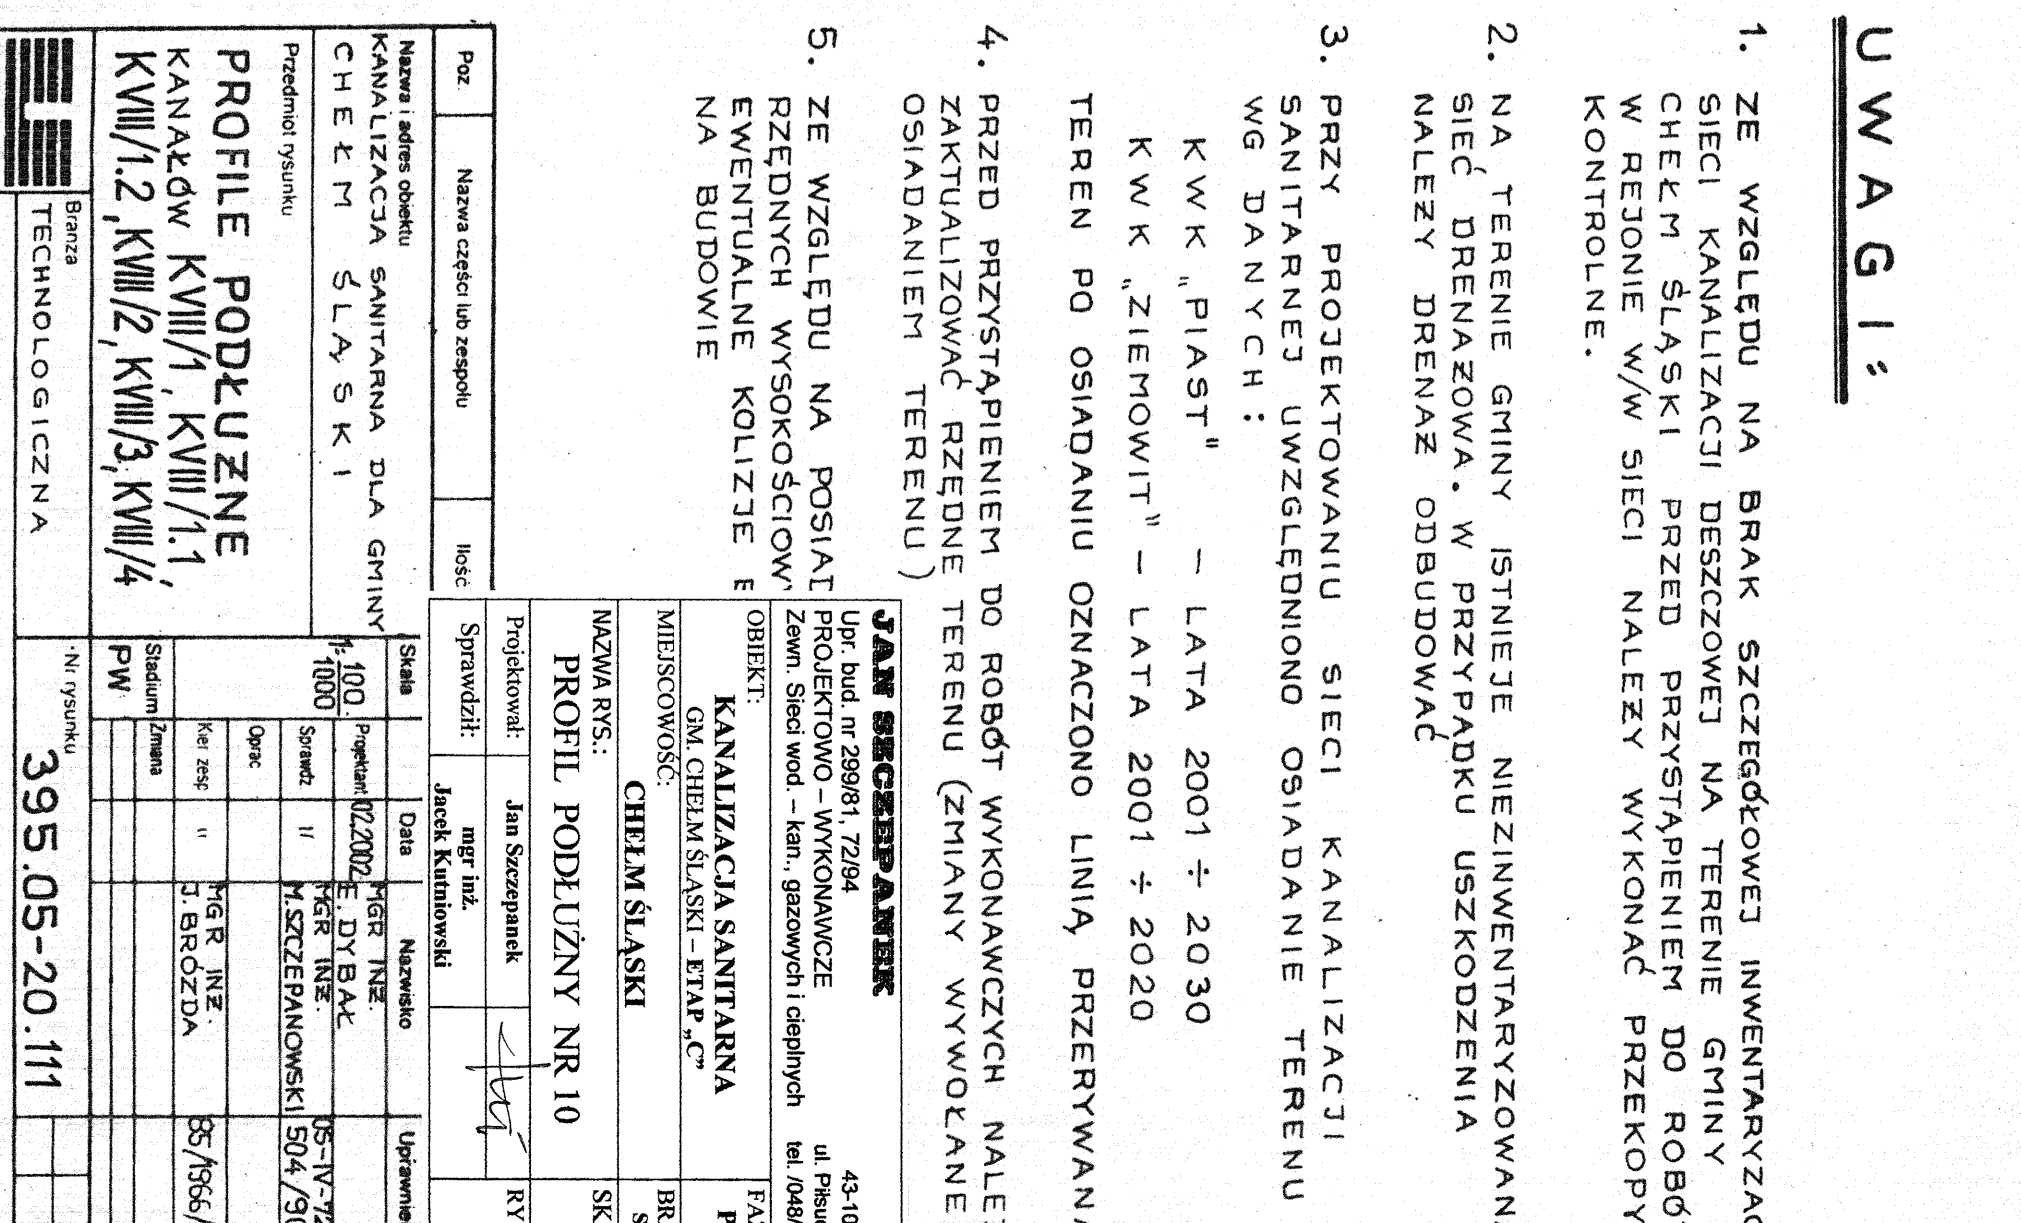 UWAGI:
1. ZE WZGLĘDU NA BRAK SZCZEGÓŁOWEJ INWENTARYZAC
SIECI KANALIZACJI DESZCZOWEJ NA TERENIE GMINY
CHEŁM ŚLĄSKI PRZED PRZYSTĄPIENIEM DO ROBÓ
W REJONIE W/W SIECI NALEŻY WYKONAĆ PRZEKOPY
KONTROLNE.
2. NA TERENIE GMINY ISTNIEJE NIEZINWENTARYZOWAN
SIEĆ DRENAŻOWA. W PRZYPADKU USZKODZENIA
NALEŻY DRENAŻ ODBUDOWAĆ
3. PRZY PROJEKTOWANIU SIECI KANALIZACJI
SANITARNEJ UWZGLĘDNIONO OSIADANIE TERENU
WG DANYCH:
KWK „PIAST" – LATA 2001 ÷ 2030
KWK „ZIEMOWIT" – LATA 2001 ÷ 2020
TEREN PO OSIADANIU OZNACZONO LINIĄ PRZERYWANĄ
4. PRZED PRZYSTĄPIENIEM DO ROBÓT WYKONAWCZYCH NALE
ZAKTUALIZOWAĆ RZĘDNE TERENU (ZMIANY WYWOŁANE
OSIADANIEM TERENU)
5. ZE WZGLĘDU NA POSIAD
RZĘDNYCH WYSOKOŚCIOW
EWENTUALNE KOLIZJE
NA BUDOWIE
JAN SZCZEPANEK
Upr. bud. nr 299/81, 72/94 43-10
PROJEKTOWO – WYKONAWCZE ul. Piłsu
Zewn. Sieci wod. – kan., gazowych i cieplnych tel. /048/
OBIEKT:
KANALIZACJA SANITARNA
GM. CHEŁM ŚLĄSKI – ETAP „C”
FAZ
P
MIEJSCOWOŚĆ:
CHEŁM ŚLĄSKI
BR
S
NAZWA RYS.:
PROFIL PODŁUŻNY NR 10
SK
Projektował: Jan Szczepanek RY
Sprawdził: mgr inż.
Jacek Kutniowski
Poz. Nazwa części lub zespołu Ilość
Nazwa i adres obiektu
KANALIZACJA SANITARNA DLA GMINY
CHEŁM ŚLĄSKI
Przedmiot rysunku
PROFILE PODŁUŻNE
KANAŁÓW KVIII/1, KVIII/1.1,
KVIII/1.2, KVIII/2, KVIII/3, KVIII/4
Branża
TECHNOLOGICZNA
Skala
1:100
1000
Stadium
PW
Zmiana
Data Nazwisko Uprawnie
Projektant 02.2002 MGR INŻ.
E. DYBAŁ
Sprawdz " MGR INŻ.
M. SZCZEPANOWSKI 05-IV-72
504/90
Oprac
Kier zesp " MGR INŻ.
J. BRÓZDA 85/1966/
Nr rysunku
395.05-20.111